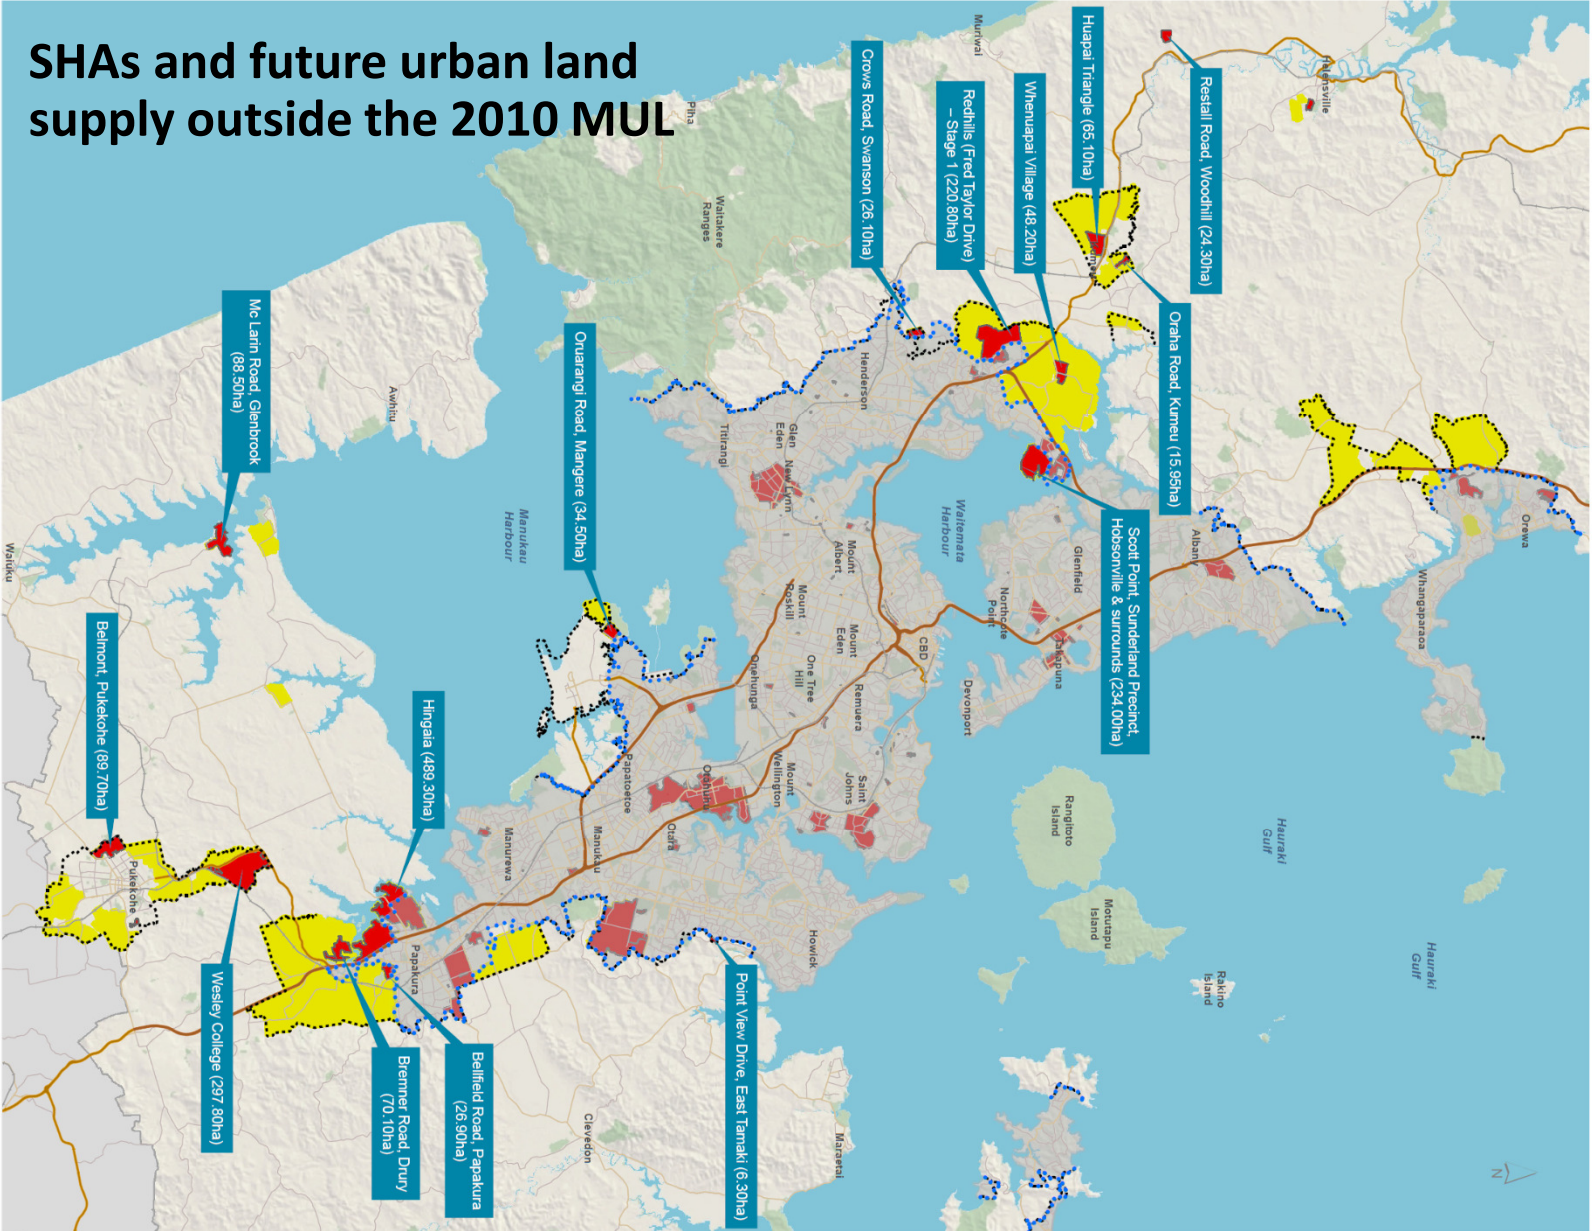 SHAs and future urban land
supply outside the 2010 MUL
Restall Road, Woodhill (24.30ha)
Huapai Triangle (65.10ha)
Whenuapai Village (48.20ha)
Redhills (Fred Taylor Drive)
– Stage 1 (220.80ha)
Crows Road, Swanson (26.10ha)
Oraha Road, Kumeu (15.95ha)
Scott Point, Sunderland Precinct,
Hobsonville & surrounds (234.00ha)
Oruarangi Road, Mangere (34.50ha)
Mc Larin Road, Glenbrook
(88.50ha)
Belmont, Pukekohe (89.70ha)
Hingaia (489.30ha)
Wesley College (297.80ha)
Bremner Road, Drury
(70.10ha)
Bellfield Road, Papakura
(26.90ha)
Point View Drive, East Tamaki (6.30ha)
Helensville
Muriwai
Piha
Waitakere
Ranges
Henderson
Glen
Eden
New Lynn
Titirangi
Awhitu
Waiuku
Manukau
Harbour
Waitemata
Harbour
Mount
Albert
Mount
Roskill
Mount
Eden
One Tree
Hill
Onehunga
Remuera
CBD
Northcote
Point
Glenfield
Takapuna
Devonport
Albany
Orewa
Whangaparaoa
Saint
Johns
Mount
Wellington
Otahuhu
Papatoetoe
Otara
Manukau
Manurewa
Howick
Papakura
Pukekohe
Clevedon
Maraetai
Rangitoto
Island
Motutapu
Island
Rakino
Island
Hauraki
Gulf
Hauraki
Gulf
N